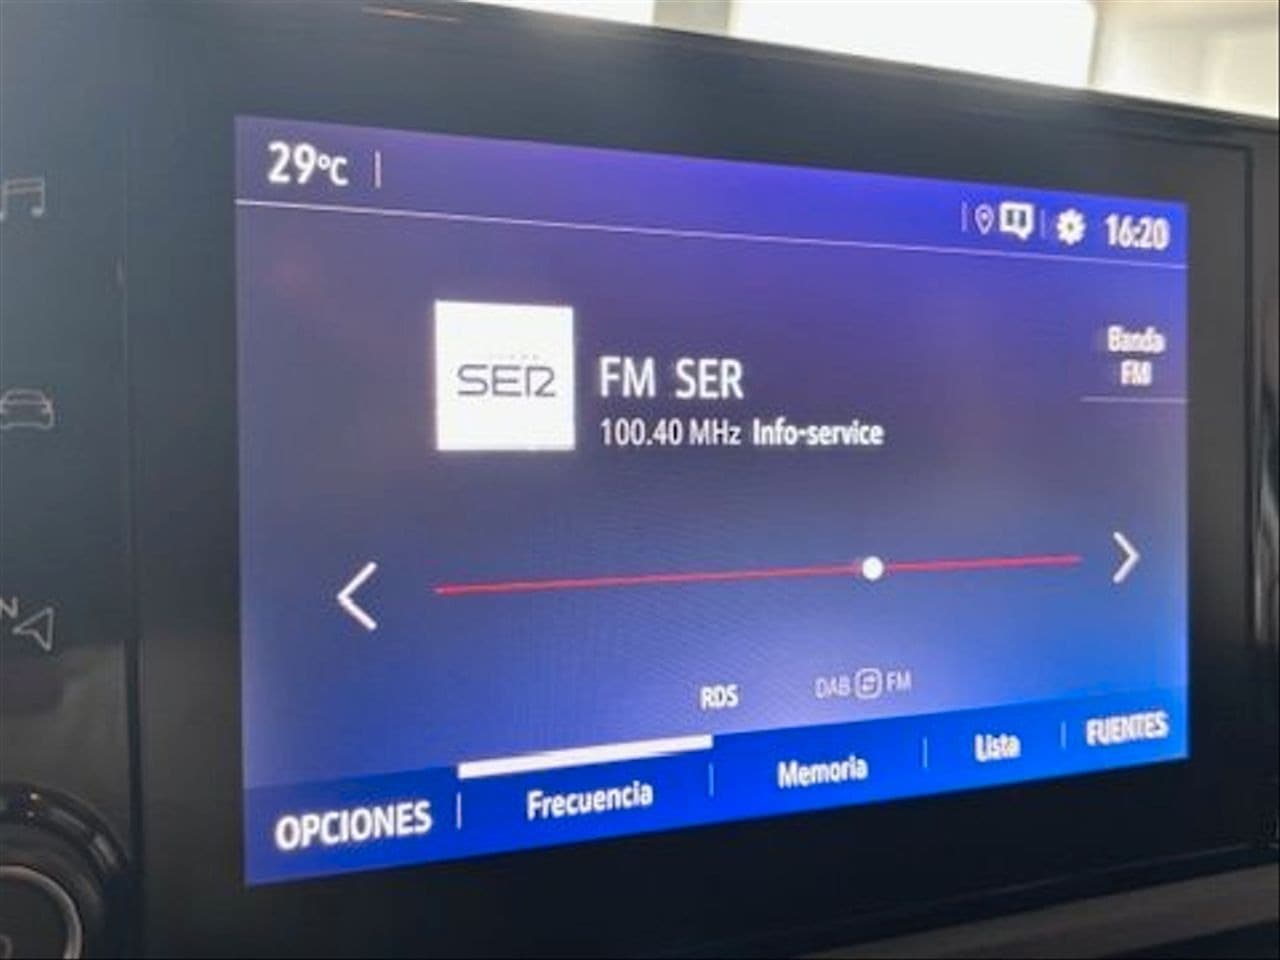 29°C
16:20
SER
FM SER
100.40 MHz Info-service
Banda
FM
N
RDS
DAB FM
OPCIONES
Frecuencia
Memoria
Lista
FUENTES